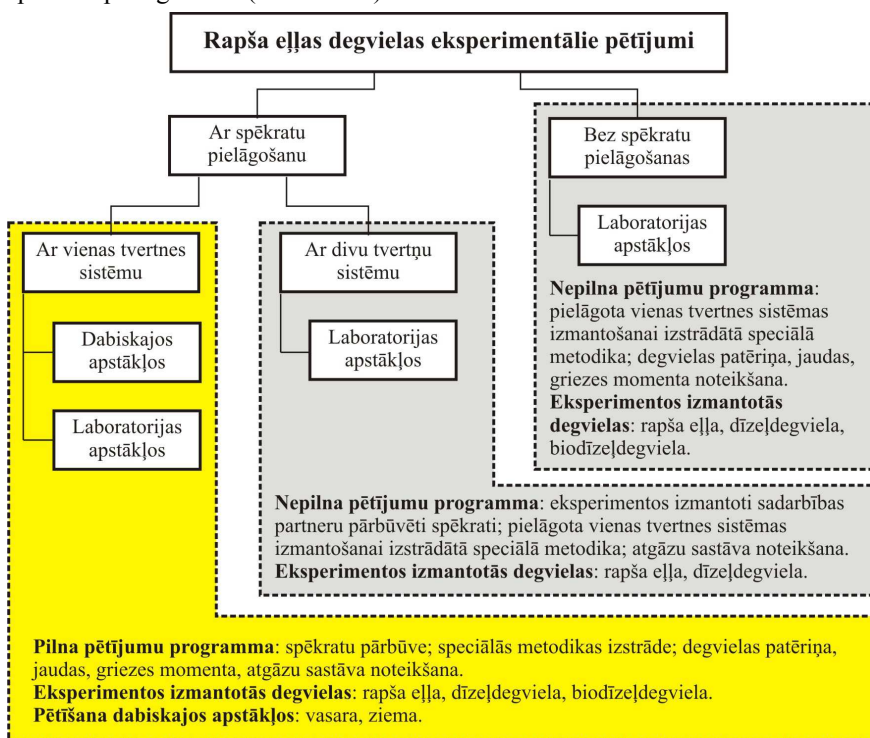 Rapša eļļas degvielas eksperimentālie pētījumi
Ar spēkratu
pielāgošanu
Bez spēkratu
pielāgošanas
Laboratorijas
apstākļos
Nepilna pētījumu programma:
pielāgota vienas tvertnes sistēmas
izmantošanai izstrādātā speciālā
metodika; degvielas patēriņa, jaudas,
griezes momenta noteikšana.
Eksperimentos izmantotās
degvielas: rapša eļļa, dīzeļdegviela,
biodīzeļdegviela.
Ar vienas tvertnes
sistēmu
Dabiskajos
apstākļos
Laboratorijas
apstākļos
Ar divu tvertņu
sistēmu
Laboratorijas
apstākļos
Nepilna pētījumu programma: eksperimentos izmantoti sadarbības
partneru pārbūvēti spēkrati; pielāgota vienas tvertnes sistēmas
izmantošanai izstrādātā speciālā metodika; atgāzu sastāva noteikšana.
Eksperimentos izmantotās degvielas: rapša eļļa, dīzeļdegviela.
Pilna pētījumu programma: spēkratu pārbūve; speciālās metodikas izstrāde; degvielas patēriņa,
jaudas, griezes momenta, atgāzu sastāva noteikšana.
Eksperimentos izmantotās degvielas: rapša eļļa, dīzeļdegviela, biodīzeļdegviela.
Pētīšana dabiskajos apstākļos: vasara, ziema.